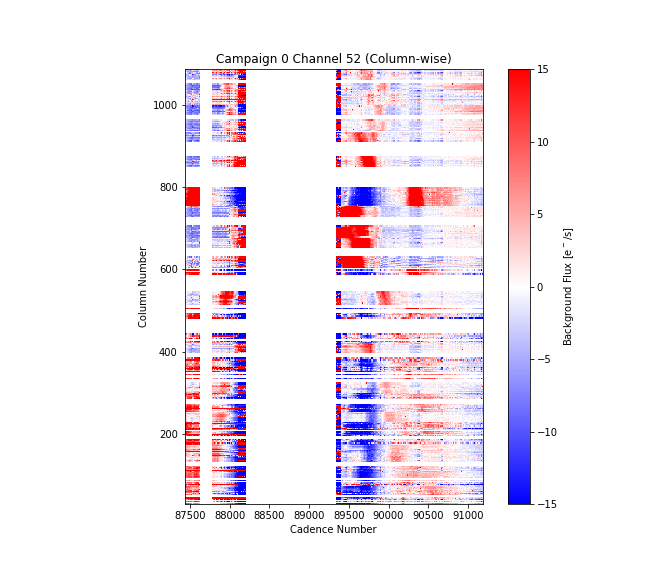 Campaign 0 Channel 52 (Column-wise)
Column Number
1000
800
600
400
200
87500 88000 88500 89000 89500 90000 90500 91000
Cadence Number
15
10
5
0
−5
−10
−15
Background Flux [e⁻/s]